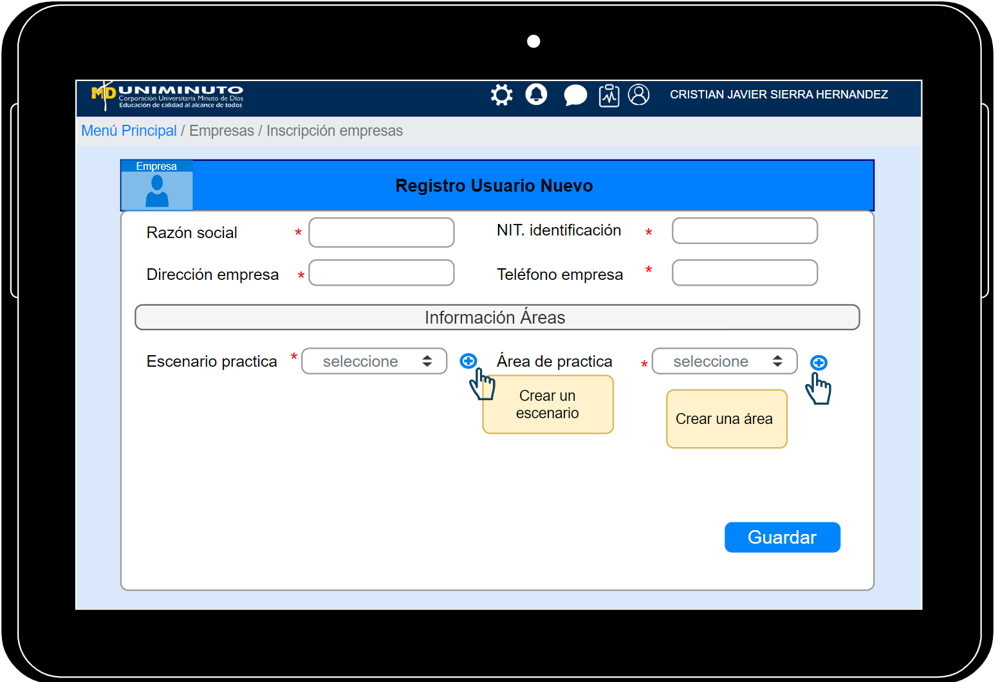 MD UNIMINUTO
Corporación Universitaria Minuto de Dios
Educación de calidad al alcance de todos
CRISTIAN JAVIER SIERRA HERNANDEZ
Menú Principal / Empresas / Inscripción empresas
Empresa
Registro Usuario Nuevo
Razón social *
NIT. identificación *
Dirección empresa *
Teléfono empresa *
Información Áreas
Escenario practica * seleccione
Área de practica * seleccione
Crear un
escenario
Crear una área
Guardar